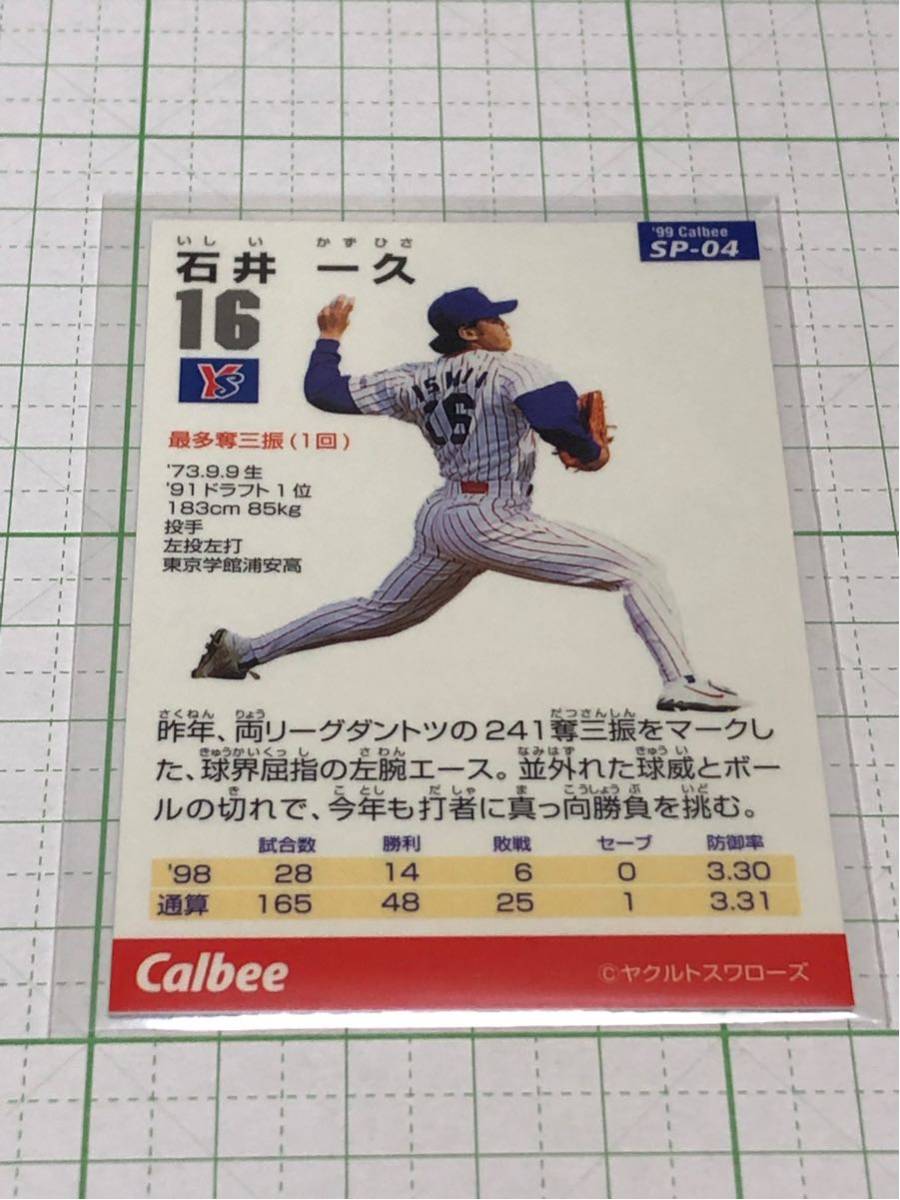 いしい かずひさ
石井 一久
'99 Calbee
SP-04
16
YS
ISHII
16
最多奪三振(1回)
'73.9.9生
'91ドラフト1位
183cm 85kg
投手
左投左打
東京学館浦安高
さくねん りょう だつさんしん
昨年、両リーグダントツの241奪三振をマークし
きゅうかいくっし さわん なみはず きゅうい
た、球界屈指の左腕エース。並外れた球威とボー
き ことし だしゃ ま こうしょうぶ いど
ルの切れで、今年も打者に真っ向勝負を挑む。
試合数 勝利 敗戦 セーブ 防御率
'98 28 14 6 0 3.30
通算 165 48 25 1 3.31
Calbee
©ヤクルトスワローズ